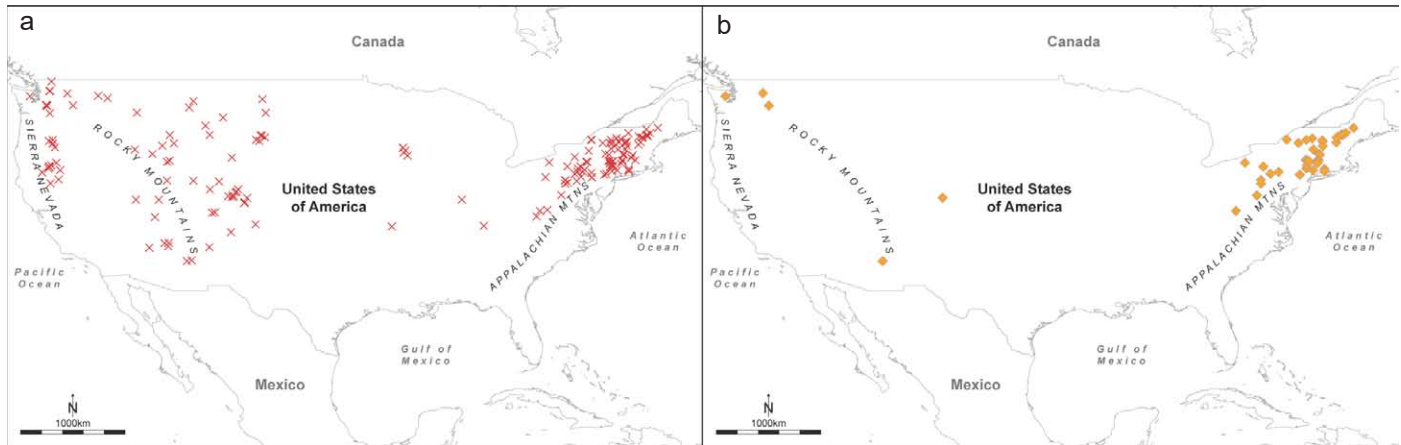 a
Canada
SIERRA NEVADA
ROCKY MOUNTAINS
United States
of America
APPALACHIAN MTNS
Atlantic
Ocean
Pacific
Ocean
Gulf of
Mexico
Mexico
N
1000km
b
Canada
SIERRA NEVADA
ROCKY MOUNTAINS
United States
of America
APPALACHIAN MTNS
Atlantic
Ocean
Pacific
Ocean
Gulf of
Mexico
Mexico
N
1000km